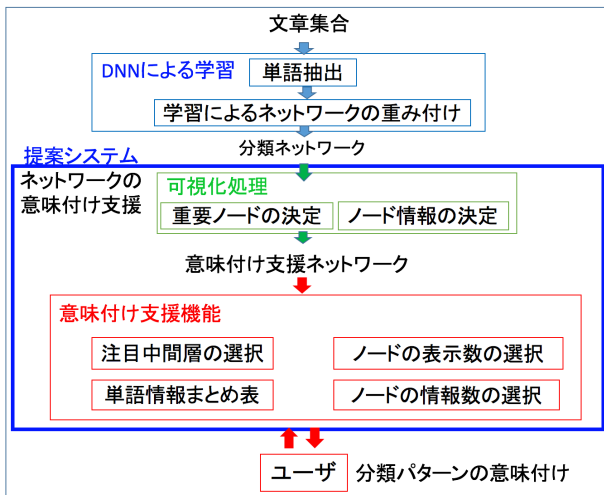 文章集合
DNNによる学習
単語抽出
学習によるネットワークの重み付け
分類ネットワーク
提案システム
ネットワークの
意味付け支援
可視化処理
重要ノードの決定
ノード情報の決定
意味付け支援ネットワーク
意味付け支援機能
注目中間層の選択
ノードの表示数の選択
単語情報まとめ表
ノードの情報数の選択
ユーザ
分類パターンの意味付け